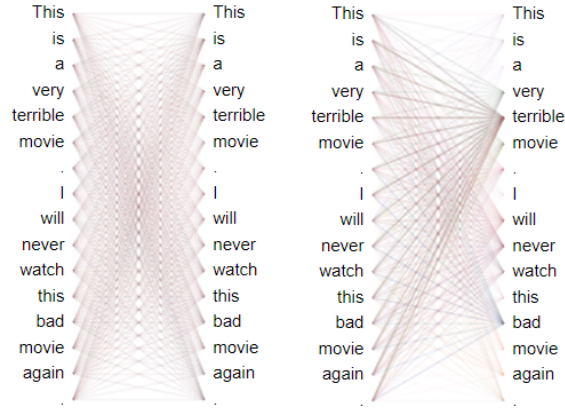 This This This This
is is is is
a a a a
very very very very
terrible terrible terrible terrible
movie movie movie movie
. . . .
I I I I
will will will will
never never never never
watch watch watch watch
this this this this
bad bad bad bad
movie movie movie movie
again again again again
. . . .